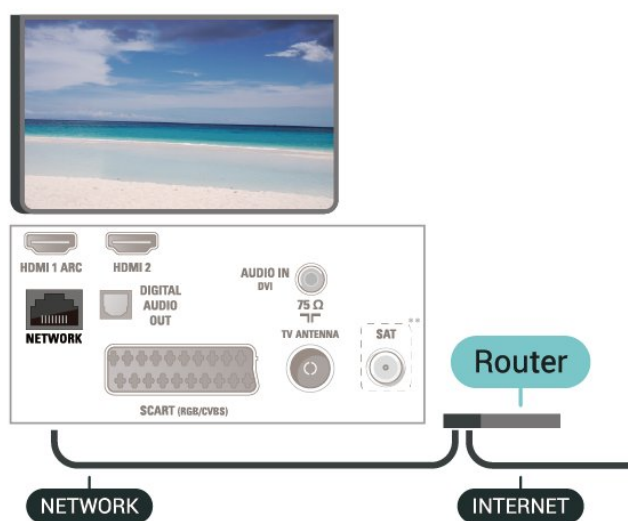 HDMI 1 ARC
HDMI 2
AUDIO IN
DVI
DIGITAL
AUDIO
OUT
75 Ω
TV ANTENNA
SAT
NETWORK
SCART (RGB/CVBS)
Router
NETWORK
INTERNET